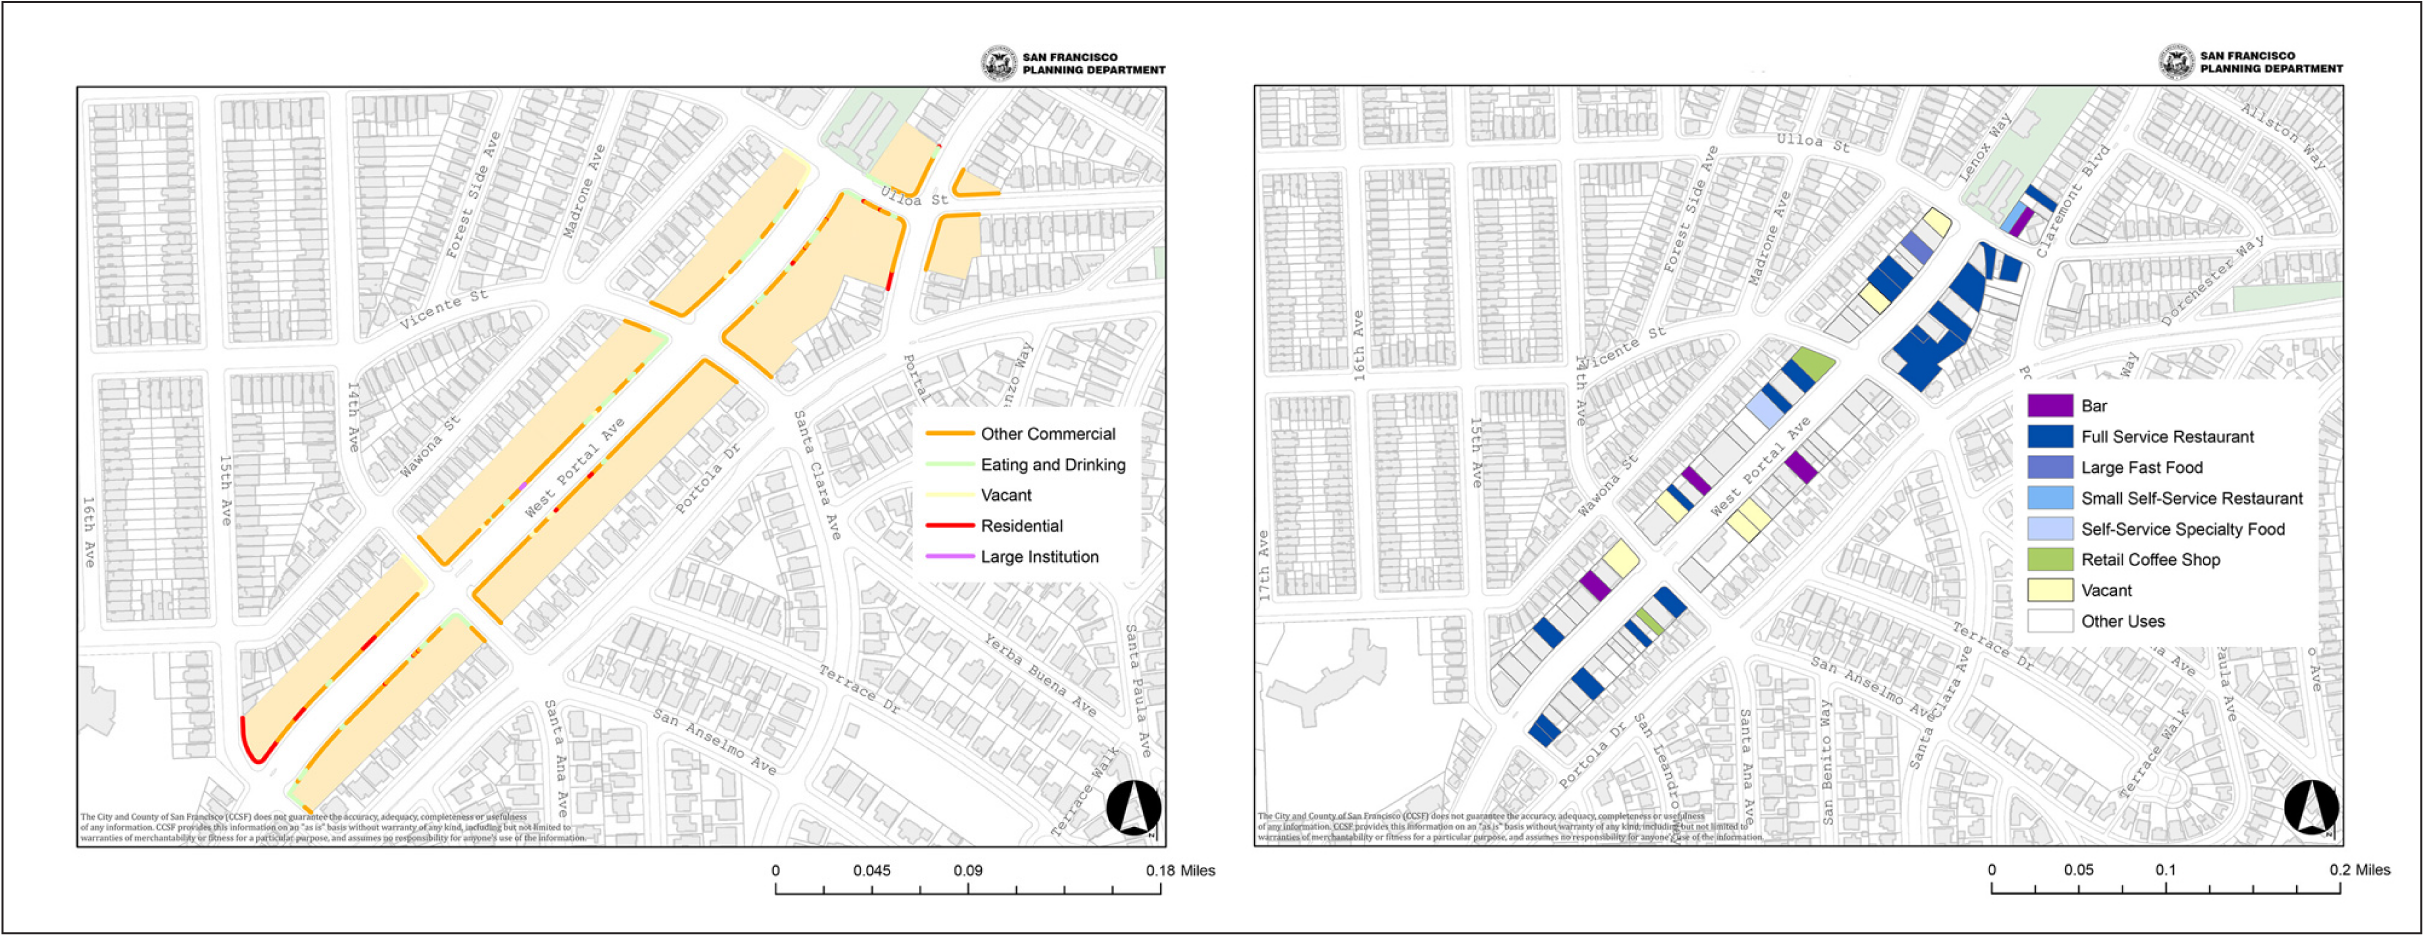 SAN FRANCISCO
PLANNING DEPARTMENT
Forest Side Ave
Madrone Ave
Ulloa St
Vicente St
14th Ave
Wawona St
15th Ave
16th Ave
West Portal Ave
Portola Dr
Santa Clara Ave
Portal
enzo Way
Other Commercial
Eating and Drinking
Vacant
Residential
Large Institution
Yerba Buena Ave
Santa Paula Ave
Terrace Dr
San Anselmo Ave
Santa Ana Ave
Terrace Walk
The City and County of San Francisco (CCSF) does not guarantee the accuracy, adequacy, completeness or usefulness
of any information. CCSF provides this information on an "as is" basis without warranty of any kind, including but not limited to
warranties of merchantability or fitness for a particular purpose, and assumes no responsibility for anyone's use of the information.
N
0 0.045 0.09 0.18 Miles
SAN FRANCISCO
PLANNING DEPARTMENT
Allston Way
Ulloa St
Lenox Way
Claremont Blvd
Forest Side Ave
Madrone Ave
Dorchester Way
16th Ave
Vicente St
14th Ave
15th Ave
Wawona St
West Portal Ave
17th Ave
Way
Bar
Full Service Restaurant
Large Fast Food
Small Self-Service Restaurant
Self-Service Specialty Food
Retail Coffee Shop
Vacant
Other Uses
Terrace Dr
na Ave
Paula Ave
o Ave
San Anselmo Ave
Santa Clara Ave
Portola Dr
San Leandro
Santa Ana Ave
San Benito Way
Terrace Walk
The City and County of San Francisco (CCSF) does not guarantee the accuracy, adequacy, completeness or usefulness
of any information. CCSF provides this information on an "as is" basis without warranty of any kind, including but not limited to
warranties of merchantability or fitness for a particular purpose, and assumes no responsibility for anyone's use of the information.
N
0 0.05 0.1 0.2 Miles